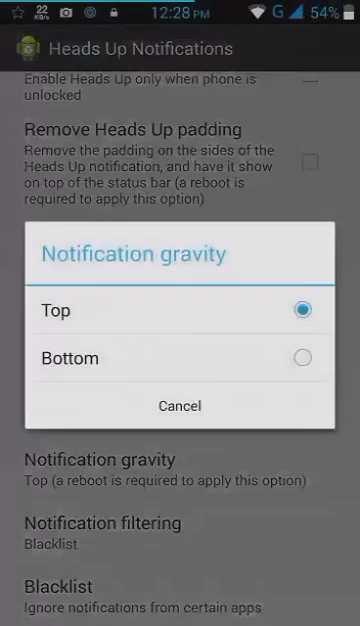 22
KB/s
12:28 PM
G
54%
Heads Up Notifications
Enable Heads Up only when phone is
unlocked
Remove Heads Up padding
Remove the padding on the sides of the
Heads Up notification, and have it show
on top of the status bar (a reboot is
required to apply this option)
Notification gravity
Top
Bottom
Cancel
Notification gravity
Top (a reboot is required to apply this option)
Notification filtering
Blacklist
Blacklist
Ignore notifications from certain apps